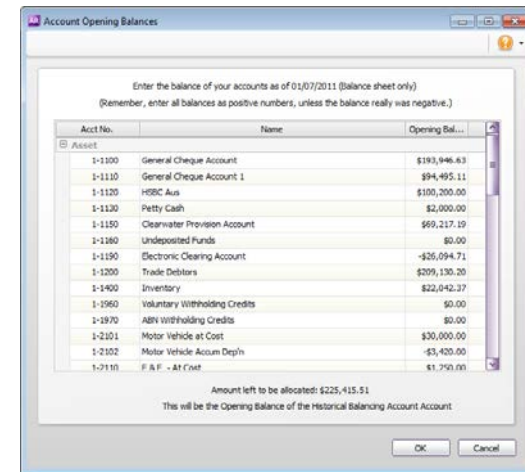 Account Opening Balances
Enter the balance of your accounts as of 01/07/2011 (Balance sheet only)
(Remember, enter all balances as positive numbers, unless the balance really was negative.)
Acct No. Name Opening Bal...
Asset
1-1100 General Cheque Account $193,946.63
1-1110 General Cheque Account 1 $94,495.11
1-1120 HSBC Aus $100,200.00
1-1130 Petty Cash $2,000.00
1-1150 Clearwater Provision Account $69,217.19
1-1160 Undeposited Funds $0.00
1-1190 Electronic Clearing Account -$26,094.71
1-1200 Trade Debtors $209,130.20
1-1400 Inventory $22,042.37
1-1960 Voluntary Withholding Credits $0.00
1-1970 ABN Withholding Credits $0.00
1-2101 Motor Vehicle at Cost $30,000.00
1-2102 Motor Vehicle Accum Dep'n -$3,420.00
1-2110 F & F - At Cost $1,250.00
Amount left to be allocated: $225,415.51
This will be the Opening Balance of the Historical Balancing Account Account
OK Cancel